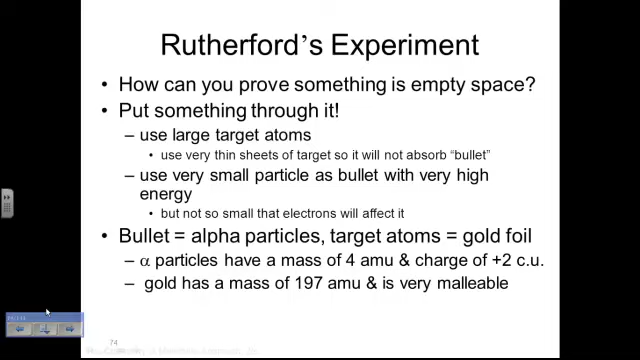 Rutherford's Experiment
• How can you prove something is empty space?
• Put something through it!
– use large target atoms
• use very thin sheets of target so it will not absorb "bullet"
– use very small particle as bullet with very high
energy
• but not so small that electrons will affect it
• Bullet = alpha particles, target atoms = gold foil
– α particles have a mass of 4 amu & charge of +2 c.u.
– gold has a mass of 197 amu & is very malleable
74